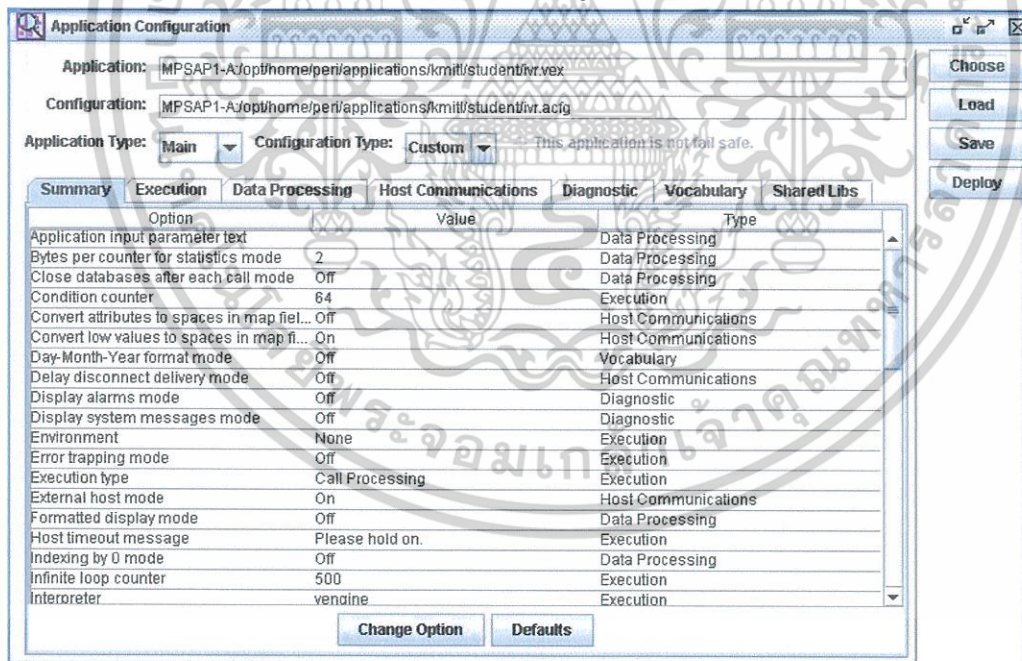 Application Configuration
Application: MPSAP1-A:/opt/home/peri/applications/kmitl/student/ivr.vex
Choose
Configuration: MPSAP1-A:/opt/home/peri/applications/kmitl/student/ivr.acfg
Load
Application Type: Main Configuration Type: Custom This application is not fail safe.
Save
Deploy
Summary Execution Data Processing Host Communications Diagnostic Vocabulary Shared Libs
Option Value Type
Application input parameter text Data Processing
Bytes per counter for statistics mode 2 Data Processing
Close databases after each call mode Off Data Processing
Condition counter 64 Execution
Convert attributes to spaces in map fiel... Off Host Communications
Convert low values to spaces in map fi... On Host Communications
Day-Month-Year format mode Off Vocabulary
Delay disconnect delivery mode Off Host Communications
Display alarms mode Off Diagnostic
Display system messages mode Off Diagnostic
Environment None Execution
Error trapping mode Off Execution
Execution type Call Processing Execution
External host mode On Host Communications
Formatted display mode Off Data Processing
Host timeout message Please hold on. Execution
Indexing by 0 mode Off Data Processing
Infinite loop counter 500 Execution
Interpreter vengine Execution
Change Option Defaults